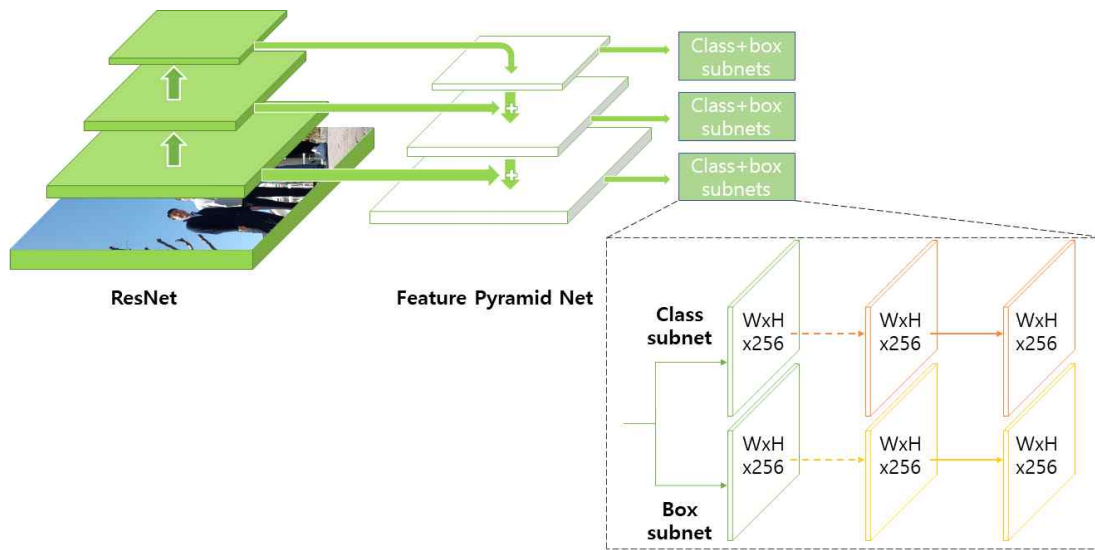 Class+box
subnets
Class+box
subnets
Class+box
subnets
ResNet
Feature Pyramid Net
Class
subnet
WxH
x256
WxH
x256
WxH
x256
Box
subnet
WxH
x256
WxH
x256
WxH
x256
+
+